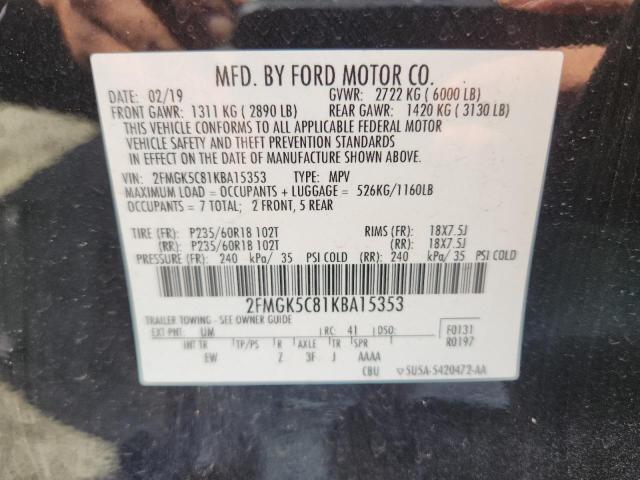 MFD. BY FORD MOTOR CO.
DATE: 02/19 GVWR: 2722 KG ( 6000 LB)
FRONT GAWR: 1311 KG ( 2890 LB) REAR GAWR: 1420 KG ( 3130 LB)
THIS VEHICLE CONFORMS TO ALL APPLICABLE FEDERAL MOTOR
VEHICLE SAFETY AND THEFT PREVENTION STANDARDS
IN EFFECT ON THE DATE OF MANUFACTURE SHOWN ABOVE.
VIN: 2FMGK5C81KBA15353 TYPE: MPV
MAXIMUM LOAD = OCCUPANTS + LUGGAGE = 526KG/1160LB
OCCUPANTS = 7 TOTAL; 2 FRONT, 5 REAR
TIRE (FR): P235/60R18 102T RIMS (FR): 18X7.5J
(RR): P235/60R18 102T (RR): 18X7.5J
PRESSURE (FR): 240 kPa/ 35 PSI COLD (RR): 240 kPa/ 35 PSI COLD
2FMGK5C81KBA15353
TRAILER TOWING - SEE OWNER GUIDE
EXT PNT: UM RC: 41 DSO: F0131
INT TR TP/PS R AXLE TR SPR R0197
EW Z 3F J AAAA
CBU 5U5A-5420472-AA